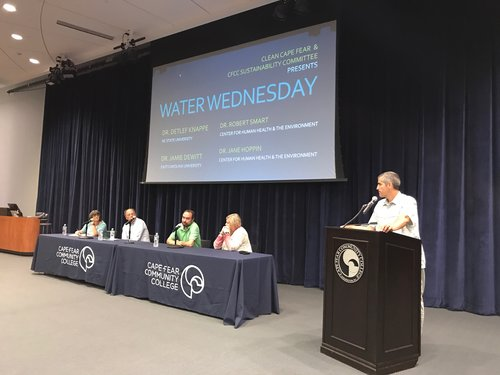 CLEAN CAPE FEAR &
CFCC SUSTAINABILITY COMMITTEE
PRESENTS
WATER WEDNESDAY
DR. DETLEF KNAPPE
NC STATE UNIVERSITY
DR. ROBERT SMART
CENTER FOR HUMAN HEALTH & THE ENVIRONMENT
DR. JAMIE DEWITT
EAST CAROLINA UNIVERSITY
DR. JANE HOPPIN
CENTER FOR HUMAN HEALTH & THE ENVIRONMENT
CAPE FEAR
COMMUNITY
COLLEGE
CAPE FEAR
COMMUNITY
COLLEGE